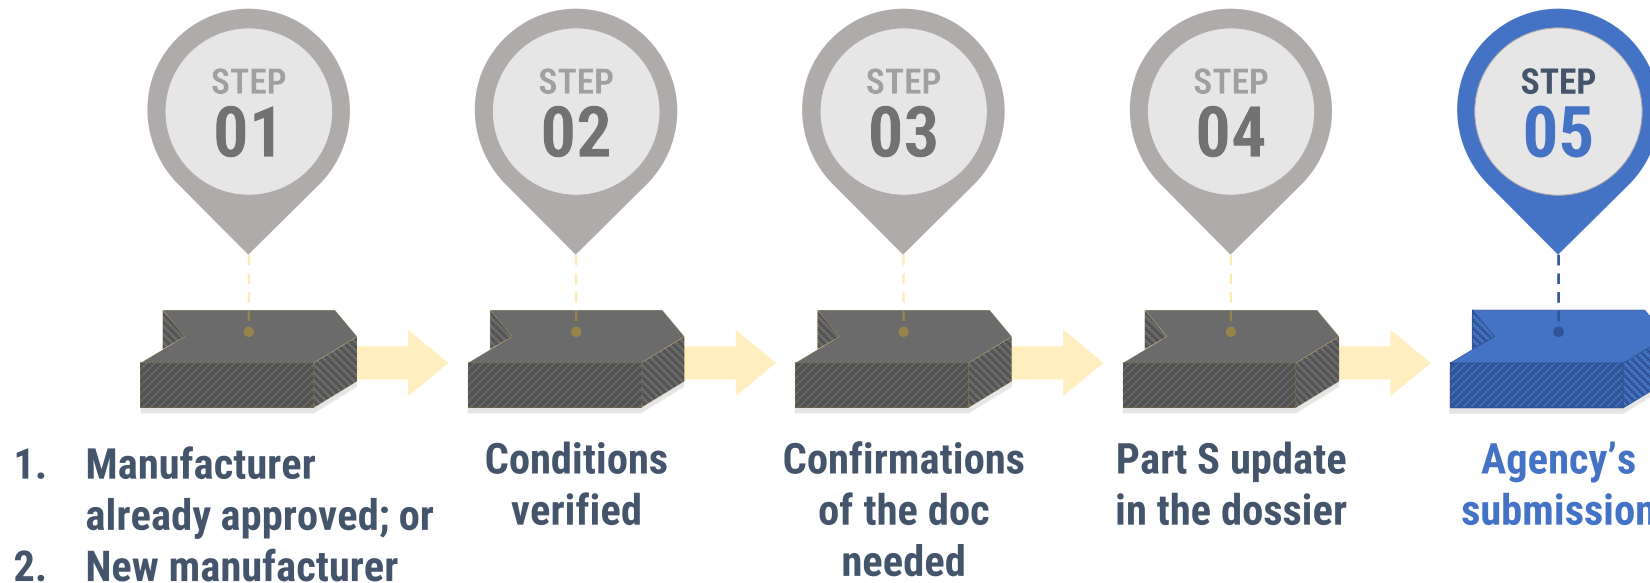 STEP
01
STEP
02
STEP
03
STEP
04
STEP
05
1. Manufacturer
already approved; or
2. New manufacturer
Conditions
verified
Confirmations
of the doc
needed
Part S update
in the dossier
Agency's
submission